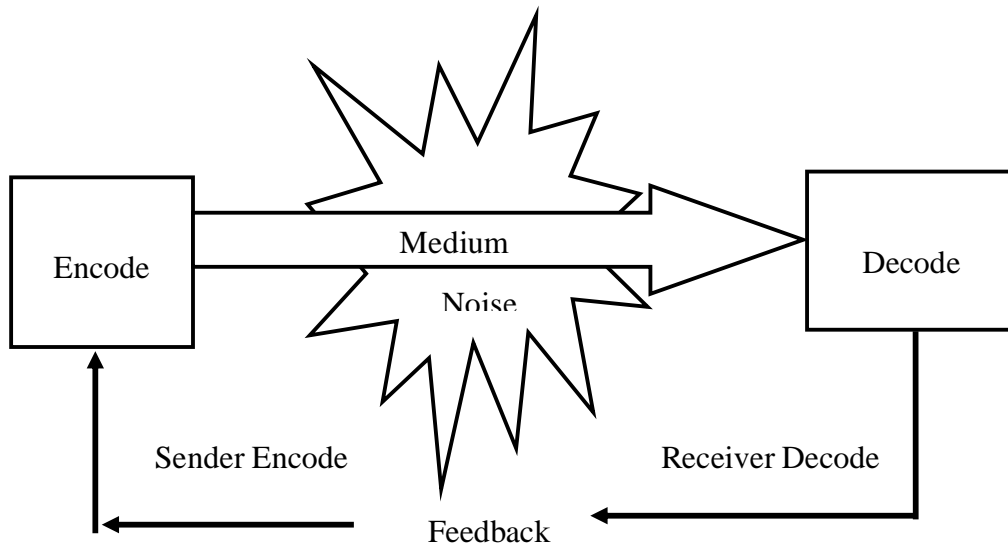 Medium
Encode
Decode
Noise
Sender Encode
Receiver Decode
Feedback